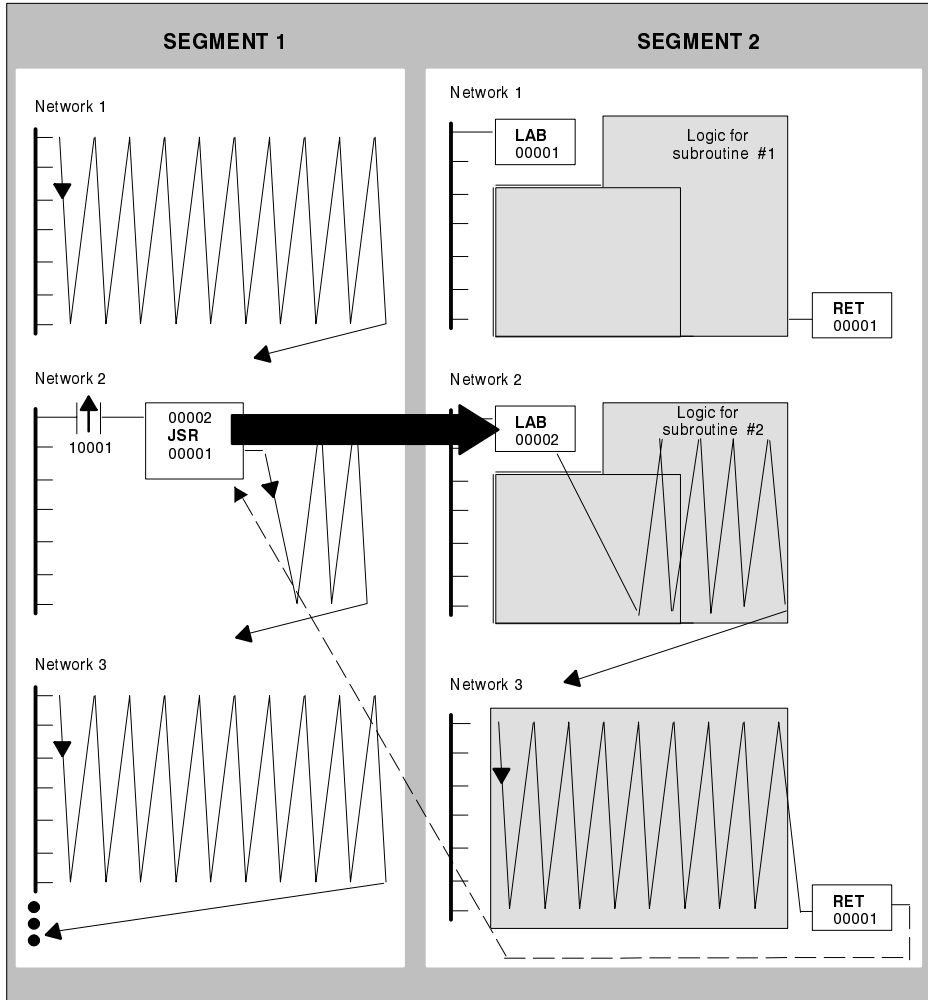 SEGMENT 1
Network 1
Network 2
10001
00002
JSR
00001
Network 3
SEGMENT 2
Network 1
LAB
00001
Logic for
subroutine #1
RET
00001
Network 2
LAB
00002
Logic for
subroutine #2
Network 3
RET
00001